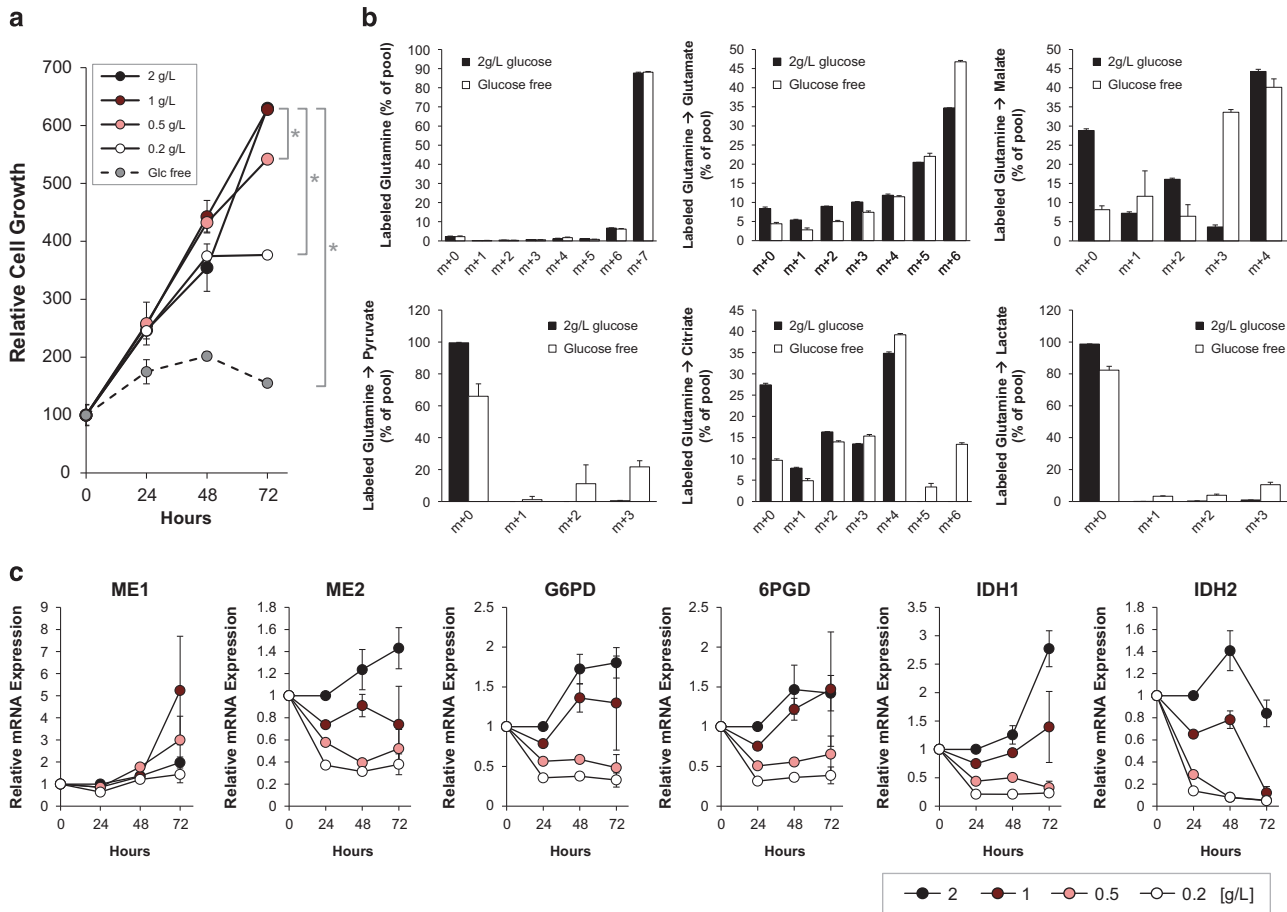 a
Relative Cell Growth
700
600
500
400
300
200
100
0
0 24 48 72
Hours
2 g/L
1 g/L
0.5 g/L
0.2 g/L
Glc free
*
*
*
b
Labeled Glutamine (% of pool)
100
90
80
70
60
50
40
30
20
10
0
2g/L glucose
Glucose free
m+0 m+1 m+2 m+3 m+4 m+5 m+6 m+7
Labeled Glutamine → Glutamate
(% of pool)
50
45
40
35
30
25
20
15
10
5
0
2g/L glucose
Glucose free
m+0 m+1 m+2 m+3 m+4 m+5 m+6
Labeled Glutamine → Malate
(% of pool)
50
45
40
35
30
25
20
15
10
5
0
2g/L glucose
Glucose free
m+0 m+1 m+2 m+3 m+4
Labeled Glutamine → Pyruvate
(% of pool)
120
100
80
60
40
20
0
2g/L glucose
Glucose free
m+0 m+1 m+2 m+3
Labeled Glutamine → Citriate
(% of pool)
45
40
35
30
25
20
15
10
5
0
2g/L glucose
Glucose free
m+0 m+1 m+2 m+3 m+4 m+5 m+6
Labeled Glutamine → Lactate
(% of pool)
120
100
80
60
40
20
0
2g/L glucose
Glucose free
m+0 m+1 m+2 m+3
c
ME1
Relative mRNA Expression
9
8
7
6
5
4
3
2
1
0
0 24 48 72
Hours
ME2
Relative mRNA Expression
1.8
1.6
1.4
1.2
1
0.8
0.6
0.4
0.2
0
0 24 48 72
Hours
G6PD
Relative mRNA Expression
2.5
2
1.5
1
0.5
0
0 24 48 72
Hours
6PGD
Relative mRNA Expression
2.5
2
1.5
1
0.5
0
0 24 48 72
Hours
IDH1
Relative mRNA Expression
3.5
3
2.5
2
1.5
1
0.5
0
0 24 48 72
Hours
IDH2
Relative mRNA Expression
1.8
1.6
1.4
1.2
1
0.8
0.6
0.4
0.2
0
0 24 48 72
Hours
2 1 0.5 0.2 [g/L]